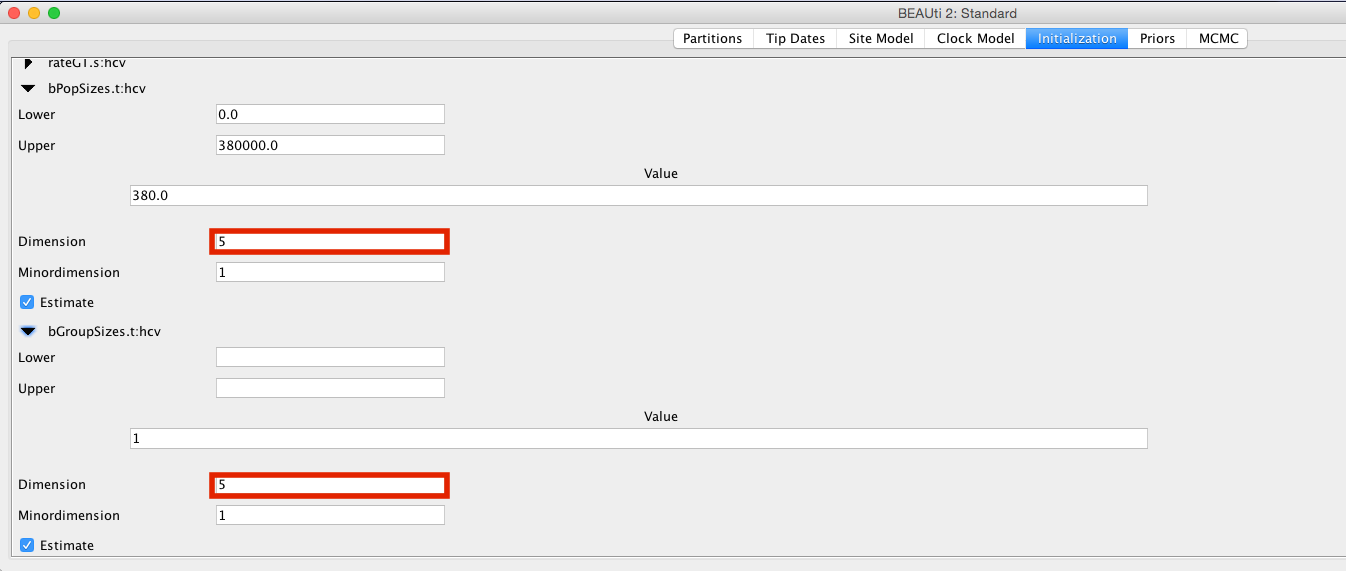 BEAUti 2: Standard
Partitions Tip Dates Site Model Clock Model Initialization Priors MCMC
rateGT.s:hcv
bPopSizes.t:hcv
Lower 0.0
Upper 380000.0
Value
380.0
Dimension 5
Minordimension 1
Estimate
bGroupSizes.t:hcv
Lower
Upper
Value
1
Dimension 5
Minordimension 1
Estimate